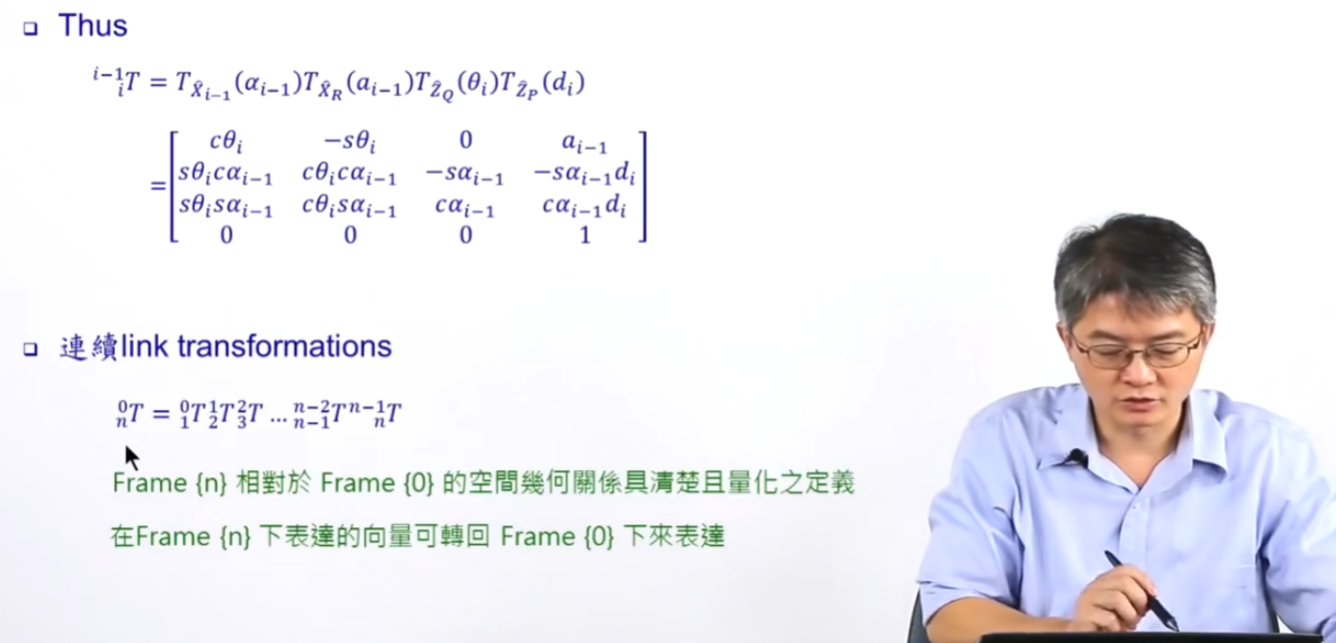 Thus
$^{i-1}_{i}T = T_{\hat{X}_{i-1}}(\alpha_{i-1})T_{\hat{X}_R}(a_{i-1})T_{\hat{Z}_Q}(\theta_i)T_{\hat{Z}_P}(d_i)$
$=\begin{bmatrix} c\theta_i & -s\theta_i & 0 & a_{i-1} \\ s\theta_i c\alpha_{i-1} & c\theta_i c\alpha_{i-1} & -s\alpha_{i-1} & -s\alpha_{i-1}d_i \\ s\theta_i s\alpha_{i-1} & c\theta_i s\alpha_{i-1} & c\alpha_{i-1} & c\alpha_{i-1}d_i \\ 0 & 0 & 0 & 1 \end{bmatrix}$
連續link transformations
$^{0}_{n}T = {}^{0}_{1}T{}^{1}_{2}T{}^{2}_{3}T \ldots {}^{n-2}_{n-1}T{}^{n-1}_{n}T$
Frame {n} 相對於 Frame {0} 的空間幾何關係具清楚且量化之定義
在Frame {n} 下表達的向量可轉回 Frame {0} 下來表達